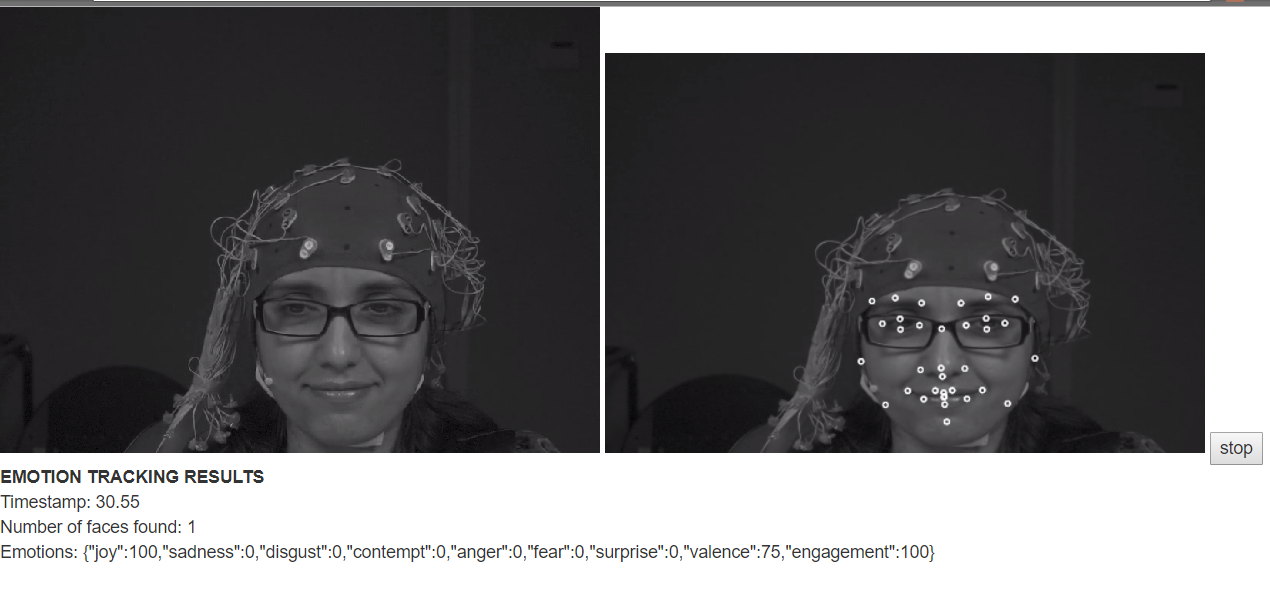 stop
EMOTION TRACKING RESULTS
Timestamp: 30.55
Number of faces found: 1
Emotions: {"joy":100,"sadness":0,"disgust":0,"contempt":0,"anger":0,"fear":0,"surprise":0,"valence":75,"engagement":100}